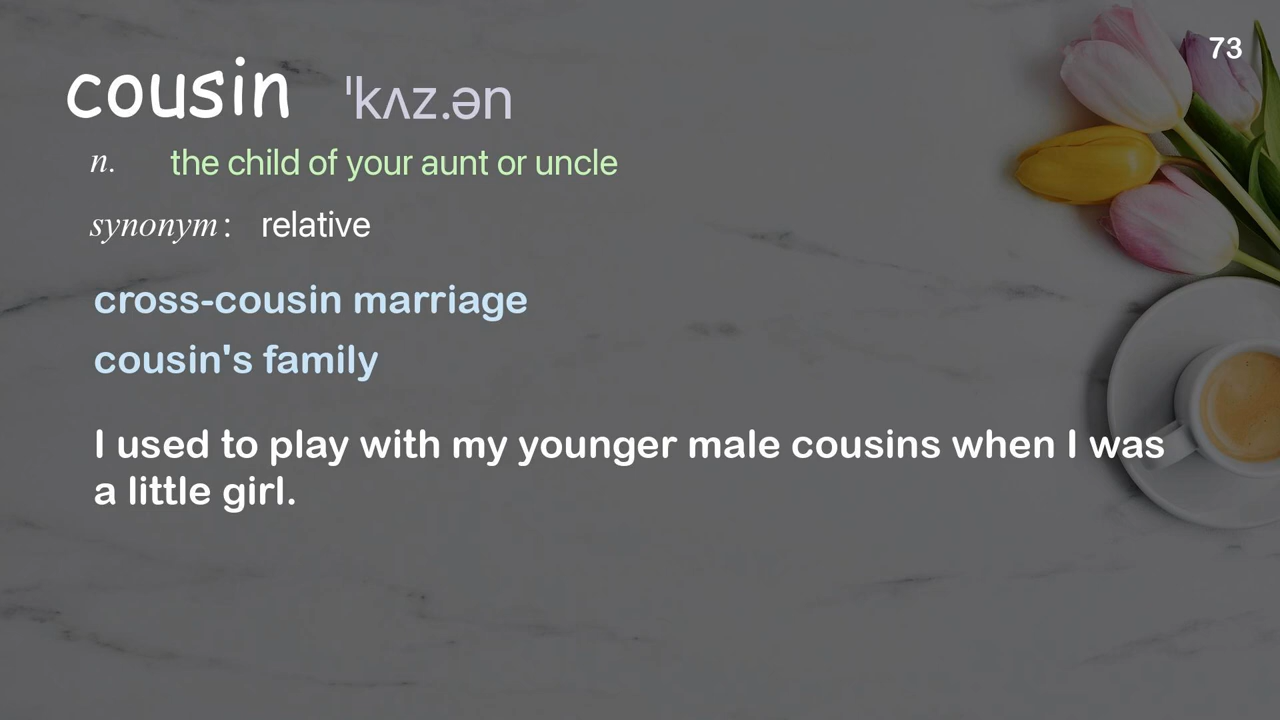 73
cousin ˈkʌz.ən
n. the child of your aunt or uncle
synonym: relative
cross-cousin marriage
cousin's family
I used to play with my younger male cousins when I was
a little girl.